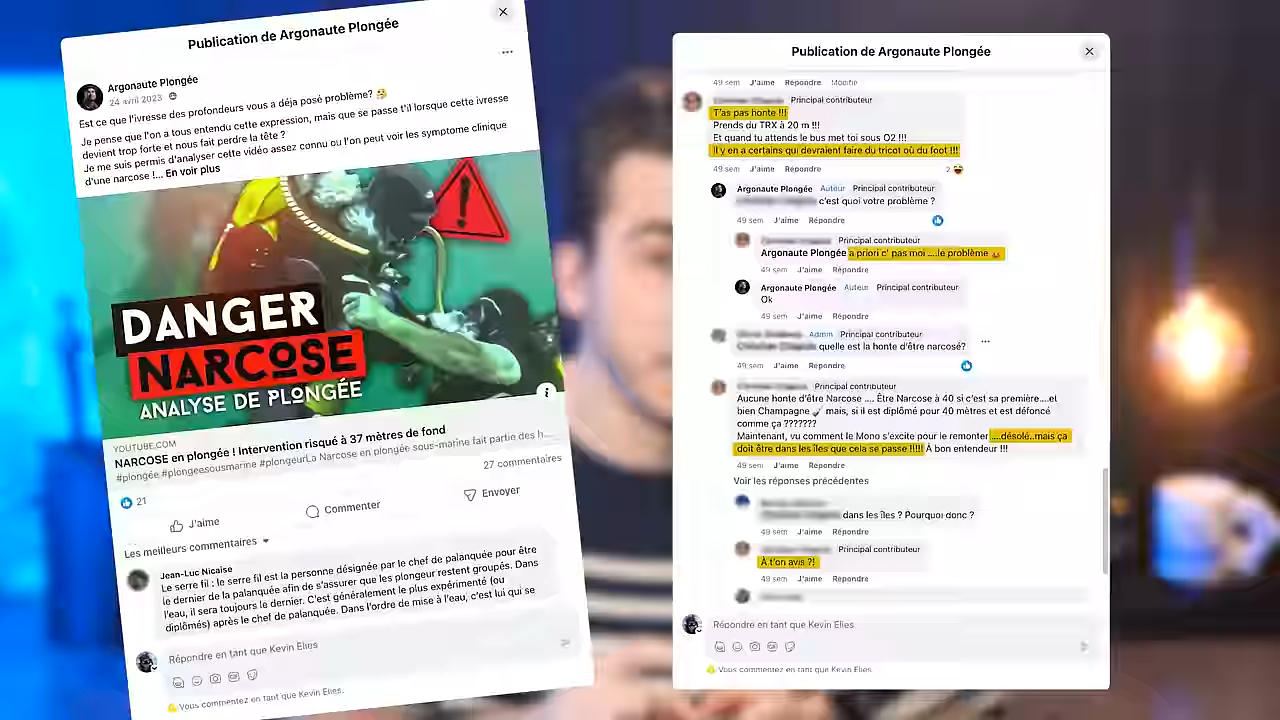 Publication de Argonaute Plongée
Argonaute Plongée
24 avril 2023
Est ce que l'ivresse des profondeurs vous a déja posé problème? 🤔
Je pense que l'on a tous entendu cette expression, mais que se passe t'il lorsque cette ivresse
devient trop forte et nous fait perdre la tête ?
Je me suis permis d'analyser cette vidéo assez connu ou l'on peut voir les symptome clinique
d'une narcose !... En voir plus
DANGER
NARCOSE
ANALYSE DE PLONGÉE
YOUTUBE.COM
NARCOSE en plongée ! intervention risqué à 37 mètres de fond
#plongée #plongeesousmarine #plongeurLa Narcose en plongée sous-marine fait partie des h...
21
27 commentaires
J'aime
Commenter
Envoyer
Les meilleurs commentaires
Jean-Luc Nicaise
Le serre fil : le serre fil est la personne désignée par le chef de palanquée pour être
le dernier de la palanquée afin de s'assurer que les plongeur restent groupés. Dans
l'eau, il sera toujours le dernier. C'est généralement le plus expérimenté (ou
diplômés) après le chef de palanquée. Dans l'ordre de mise à l'eau, c'est lui qui se
Répondre en tant que Kevin Elies
Vous commentez en tant que Kevin Elies.
Publication de Argonaute Plongée
49 sem J'aime Répondre Modifié
Principal contributeur
T'as pas honte !!!
Prends du TRX à 20 m !!!
Et quand tu attends le bus met toi sous O2 !!!
Il y en a certains qui devraient faire du tricot où du foot !!!
49 sem J'aime Répondre
2
Argonaute Plongée Auteur Principal contributeur
c'est quoi votre problème ?
49 sem J'aime Répondre
Principal contributeur
Argonaute Plongée a priori c' pas moi ....le problème
49 sem J'aime Répondre
Argonaute Plongée Auteur Principal contributeur
Ok
49 sem J'aime Répondre
Admin Principal contributeur
quelle est la honte d'être narcosé?
49 sem J'aime Répondre
Principal contributeur
Aucune honte d'être Narcose .... Être Narcose à 40 si c'est sa première....et
bien Champagne 🍾 mais, si il est diplômé pour 40 mètres et est défoncé
comme ça ???????
Maintenant, vu comment le Mono s'excite pour le remonter ....désolé..mais ça
doit être dans les îles que cela se passe !!!!! À bon entendeur !!!
49 sem J'aime Répondre
Voir les réponses précédentes
dans les îles ? Pourquoi donc ?
49 sem J'aime Répondre
Principal contributeur
À t'on avis ?!
49 sem J'aime Répondre
Répondre en tant que Kevin Elies
Vous commentez en tant que Kevin Elies